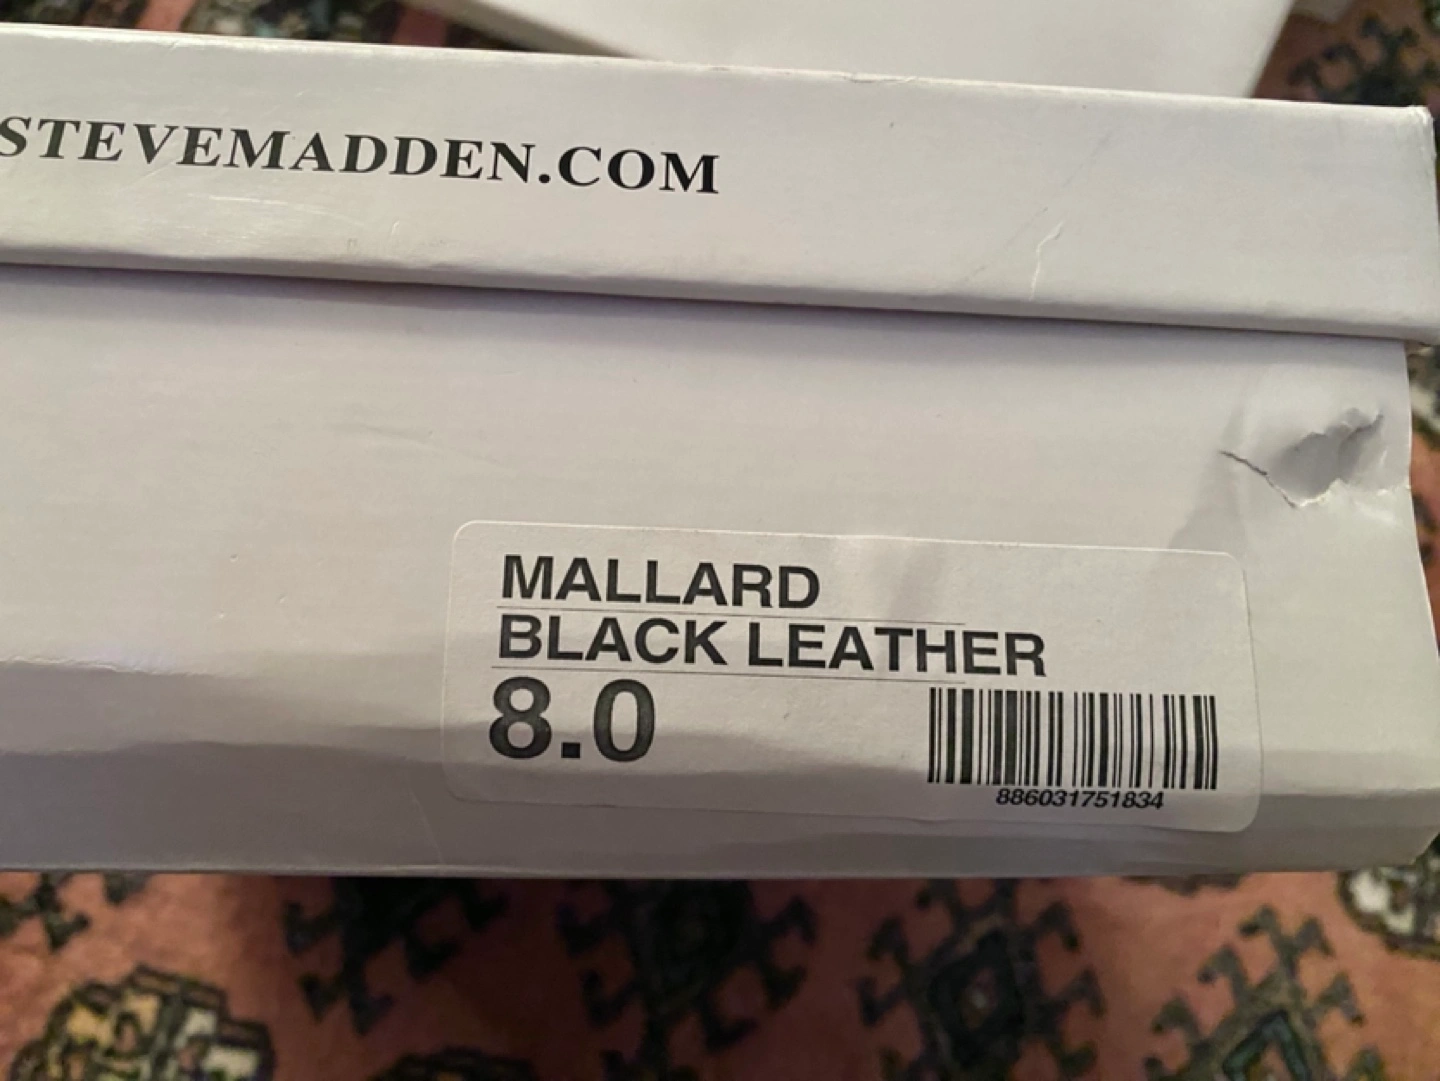 STEVEMADDEN.COM
MALLARD
BLACK LEATHER
8.0
886031751834